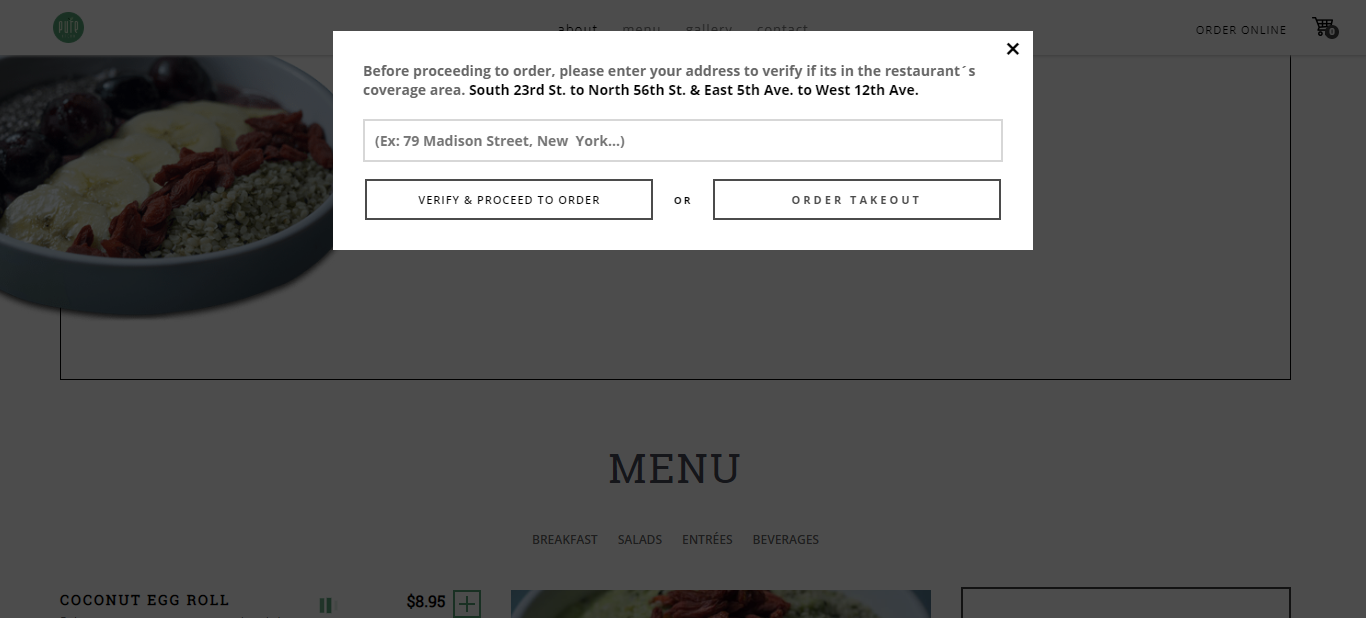 pure
about menu gallery contact
ORDER ONLINE
0
Before proceeding to order, please enter your address to verify if its in the restaurant´s
coverage area. South 23rd St. to North 56th St. & East 5th Ave. to West 12th Ave.
(Ex: 79 Madison Street, New York...)
VERIFY & PROCEED TO ORDER
OR
ORDER TAKEOUT
MENU
BREAKFAST SALADS ENTRÉES BEVERAGES
COCONUT EGG ROLL
$8.95